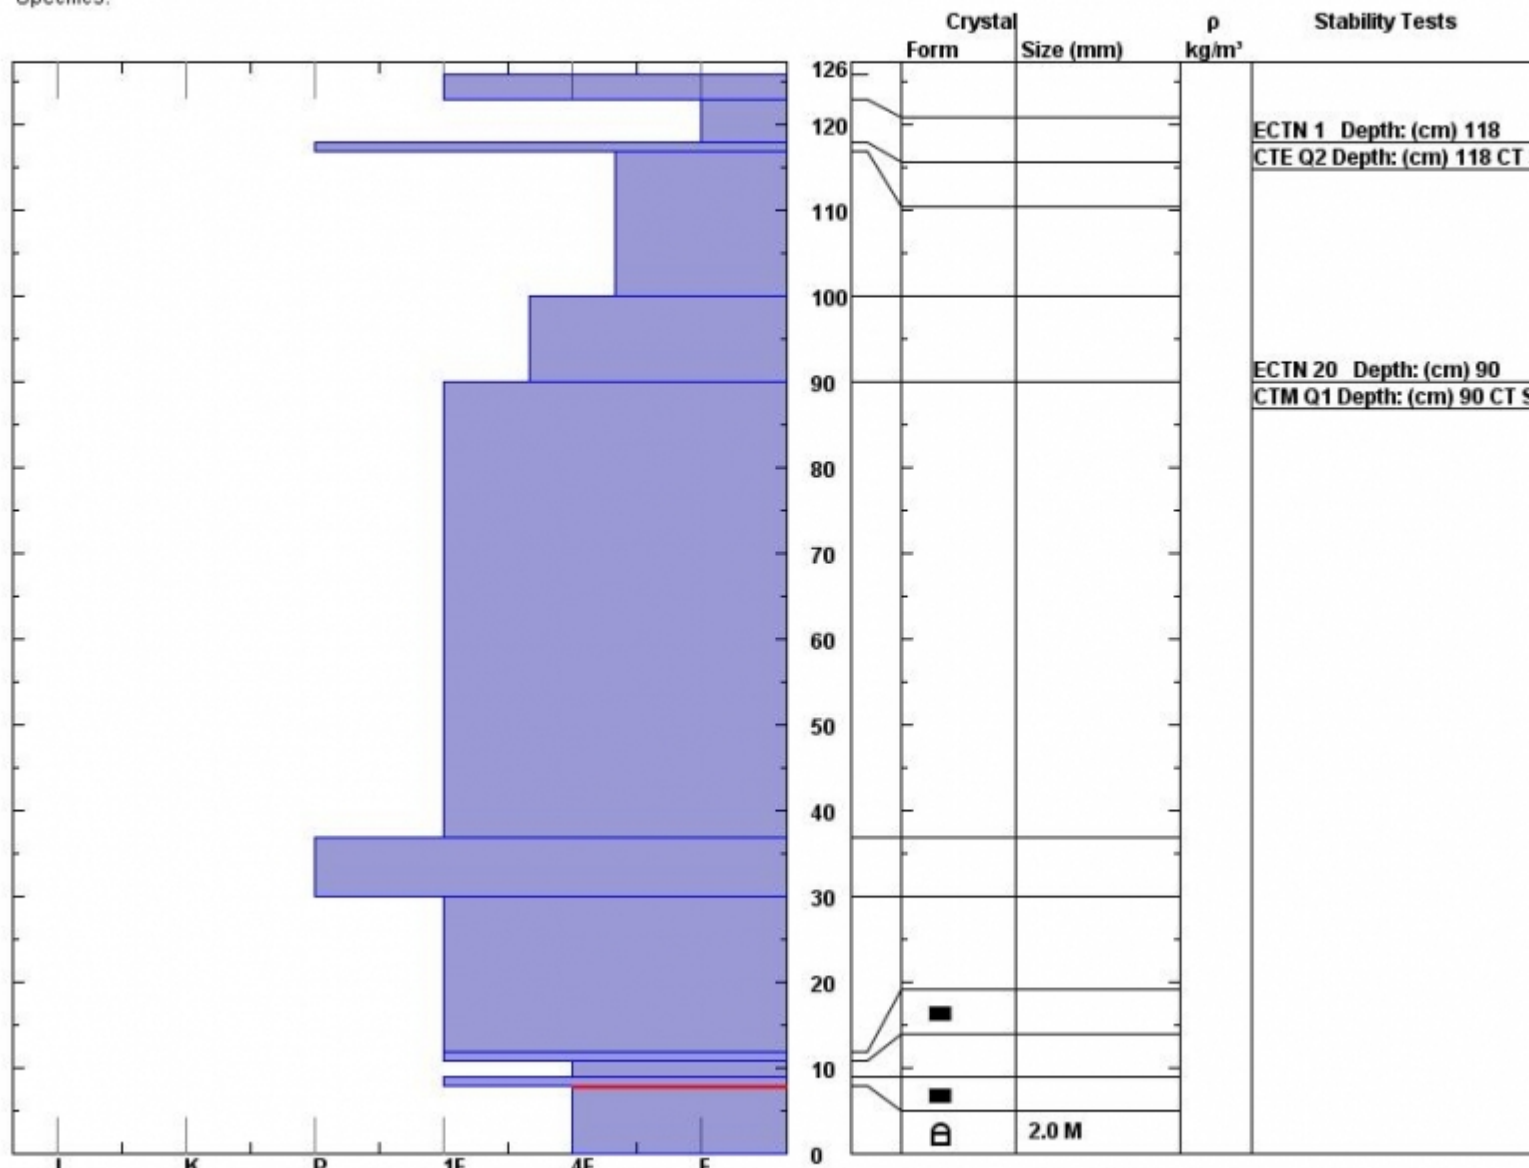 Specifics:
Crystal ρ Stability Tests
Form Size (mm) kg/m³
126
120
ECTN 1 Depth: (cm) 118
CTE Q2 Depth: (cm) 118 CT
110
100
90
ECTN 20 Depth: (cm) 90
CTM Q1 Depth: (cm) 90 CT S
80
70
60
50
40
30
20
10
2.0 M
0
I K P 1F 4F F